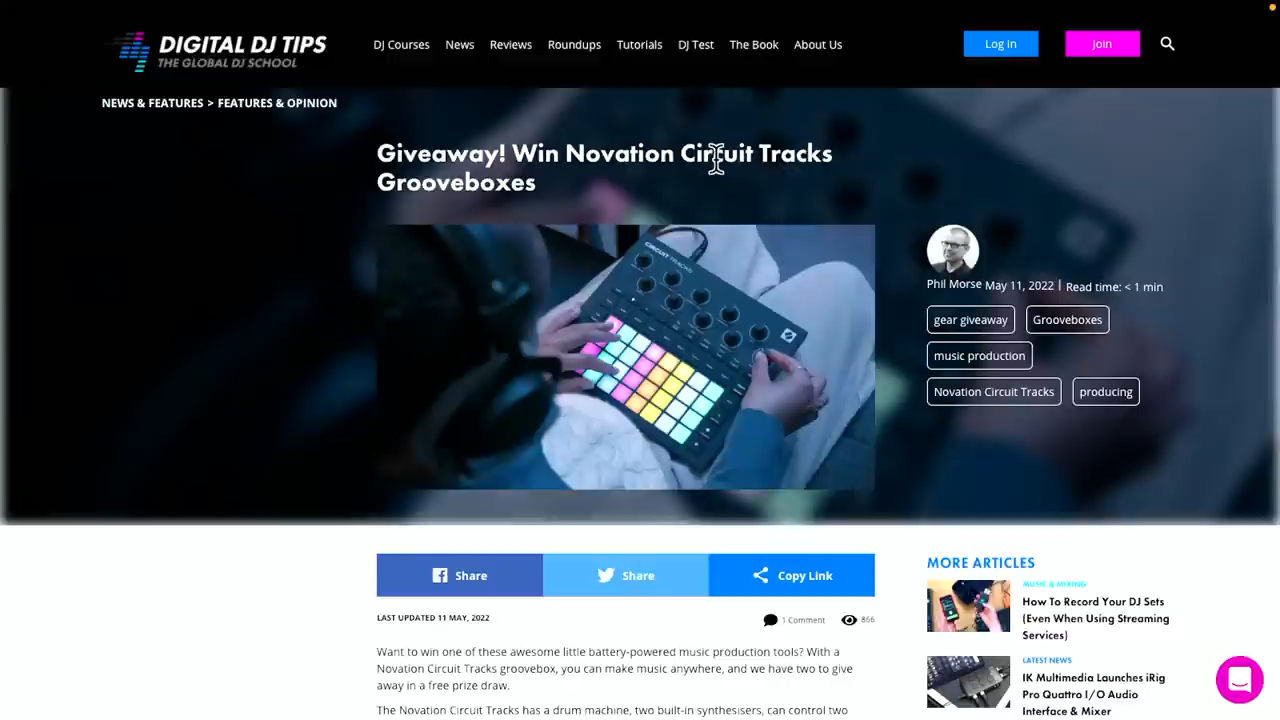 DIGITAL DJ TIPS
THE GLOBAL DJ SCHOOL
DJ Courses News Reviews Roundups Tutorials DJ Test The Book About Us
Log In
Join
NEWS & FEATURES > FEATURES & OPINION
Giveaway! Win Novation Circuit Tracks
Grooveboxes
CIRCUIT TRACKS
Phil Morse May 11, 2022 | Read time: < 1 min
gear giveaway
Grooveboxes
music production
Novation Circuit Tracks
producing
Share
Share
Copy Link
LAST UPDATED 11 MAY, 2022
1 Comment
866
Want to win one of these awesome little battery-powered music production tools? With a
Novation Circuit Tracks groovebox, you can make music anywhere, and we have two to give
away in a free prize draw.
The Novation Circuit Tracks has a drum machine, two built-in synthesisers, can control two
MORE ARTICLES
MUSIC & MIXING
How To Record Your DJ Sets
(Even When Using Streaming
Services)
LATEST NEWS
IK Multimedia Launches iRig
Pro Quattro I/O Audio
Interface & Mixer